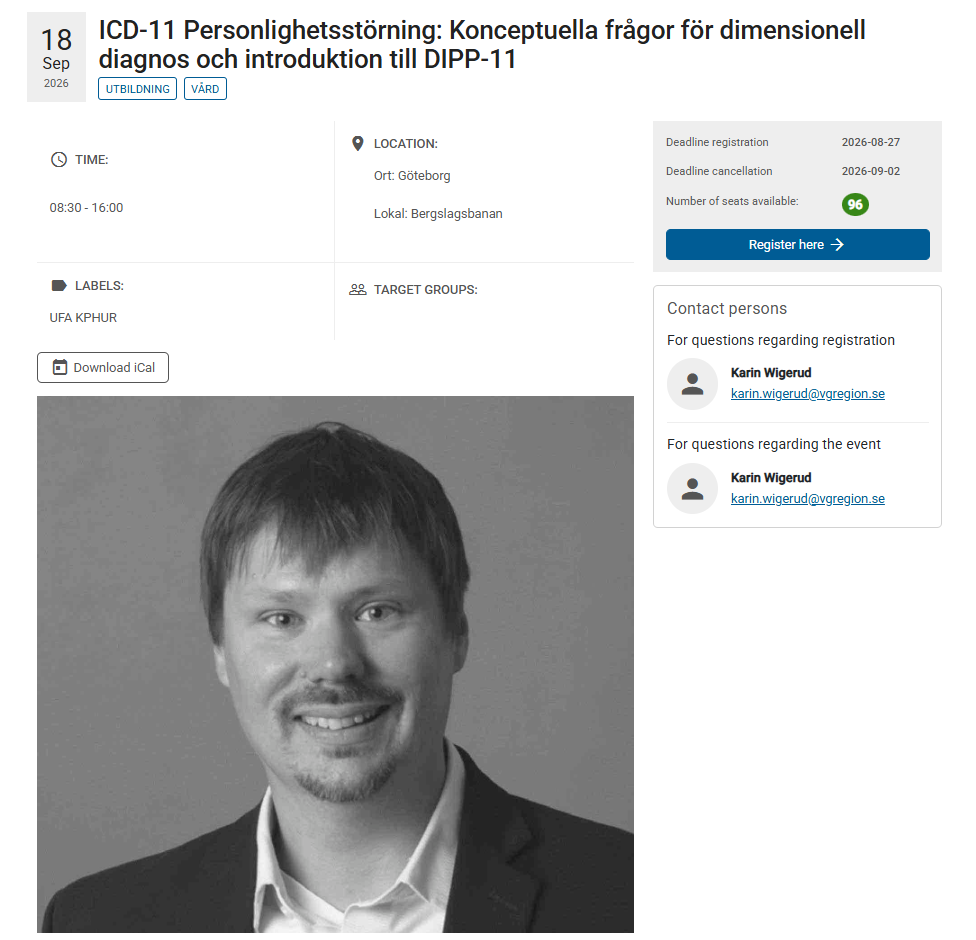 18
Sep
2026
ICD-11 Personlighetsstörning: Konceptuella frågor för dimensionell
diagnos och introduktion till DIPP-11
UTBILDNING VÅRD
TIME:
08:30 - 16:00
LOCATION:
Ort: Göteborg
Lokal: Bergslagsbanan
LABELS:
UFA KPHUR
TARGET GROUPS:
Download iCal
Deadline registration 2026-08-27
Deadline cancellation 2026-09-02
Number of seats available: 96
Register here
Contact persons
For questions regarding registration
Karin Wigerud
karin.wigerud@vgregion.se
For questions regarding the event
Karin Wigerud
karin.wigerud@vgregion.se